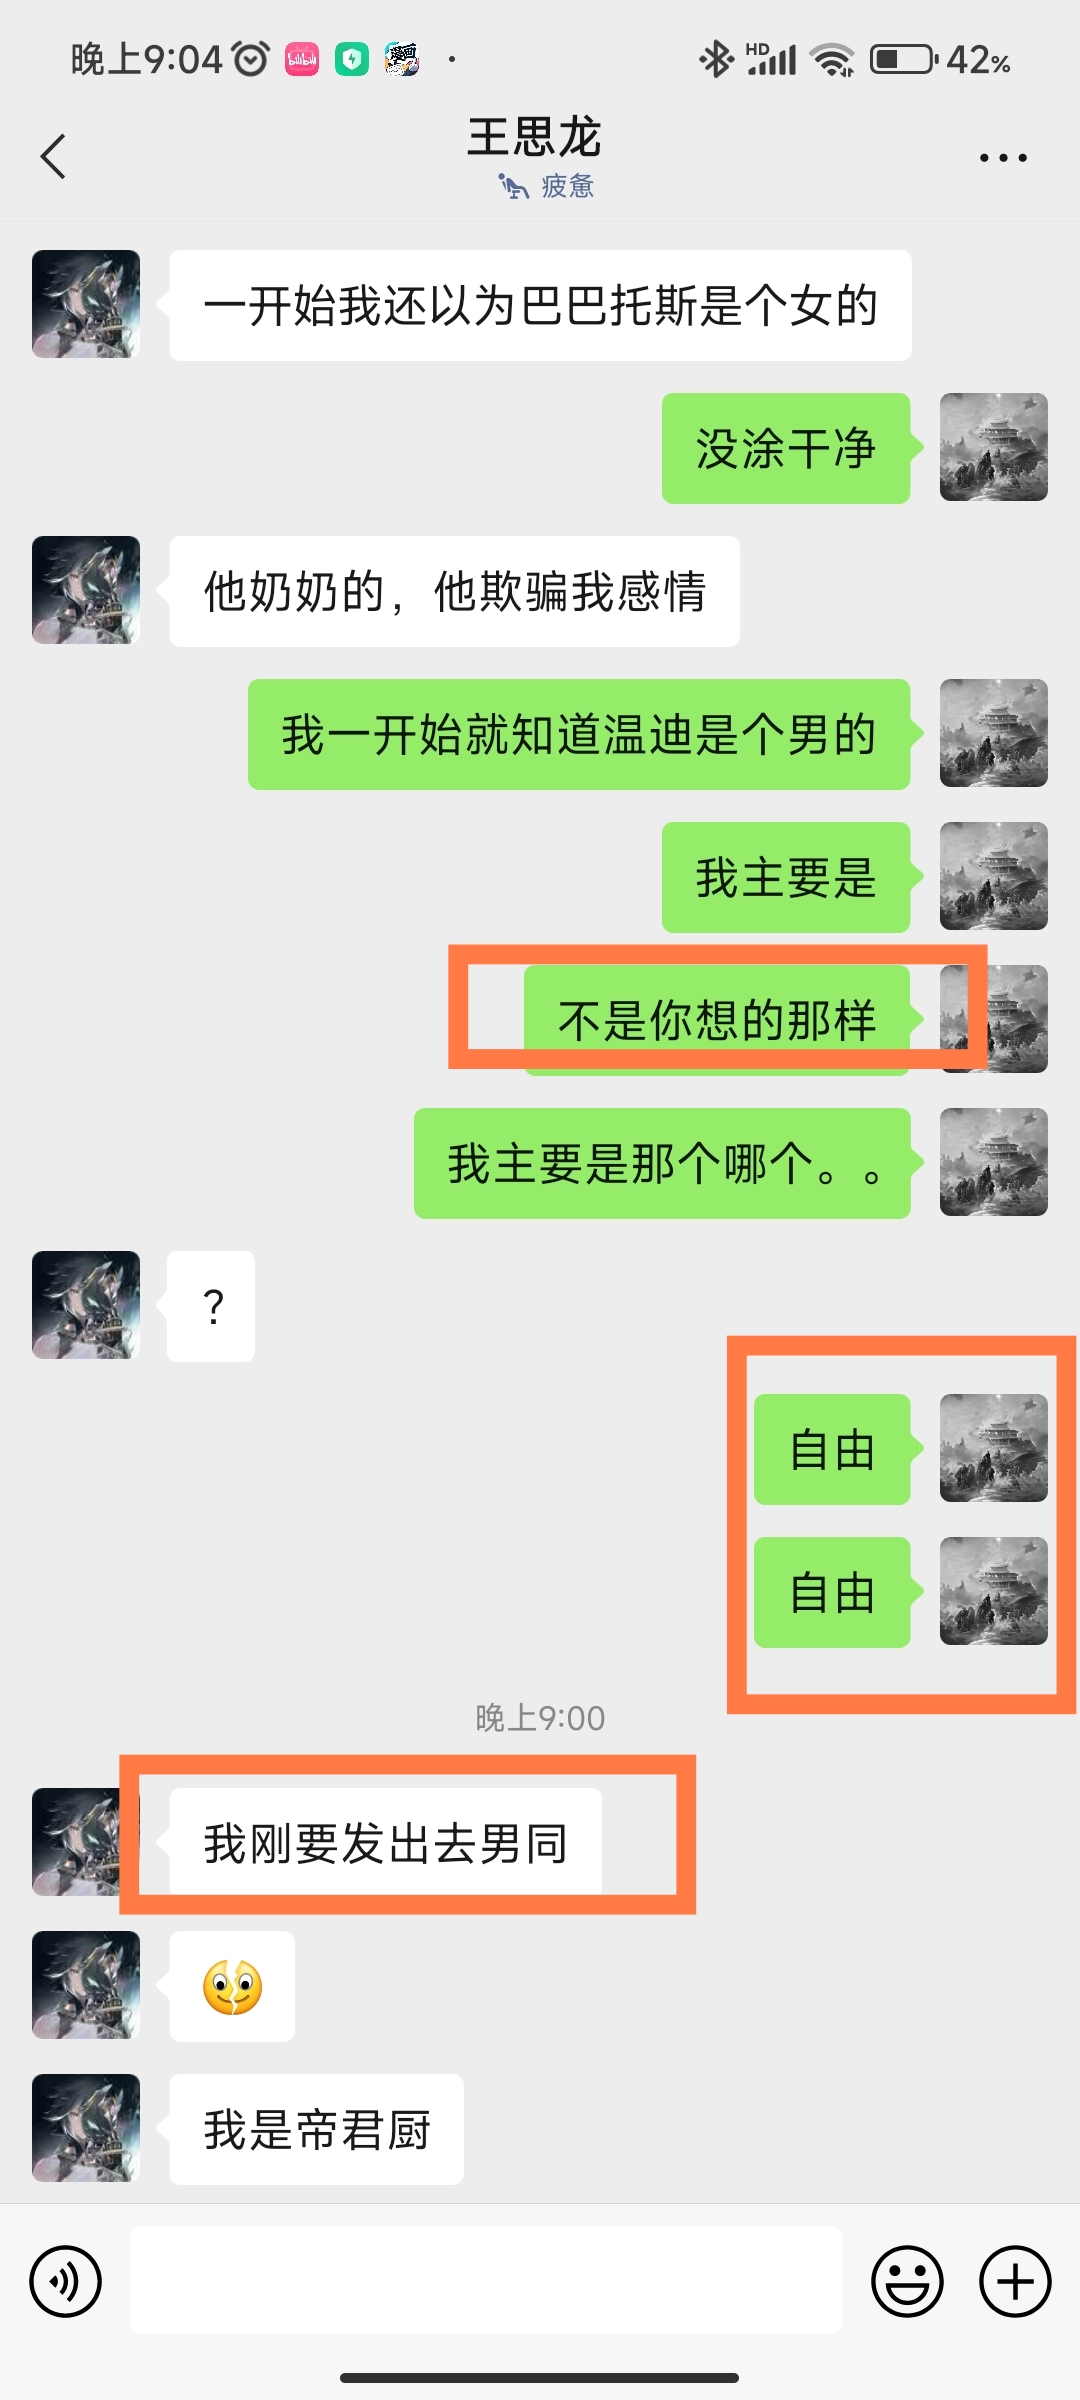 晚上9:04
bilibili
漫画
HD
42%
王思龙
疲惫
一开始我还以为巴巴托斯是个女的
没涂干净
他奶奶的，他欺骗我感情
我一开始就知道温迪是个男的
我主要是
不是你想的那样
我主要是那个哪个。。
?
自由
自由
晚上9:00
我刚要发出去男同
我是帝君厨